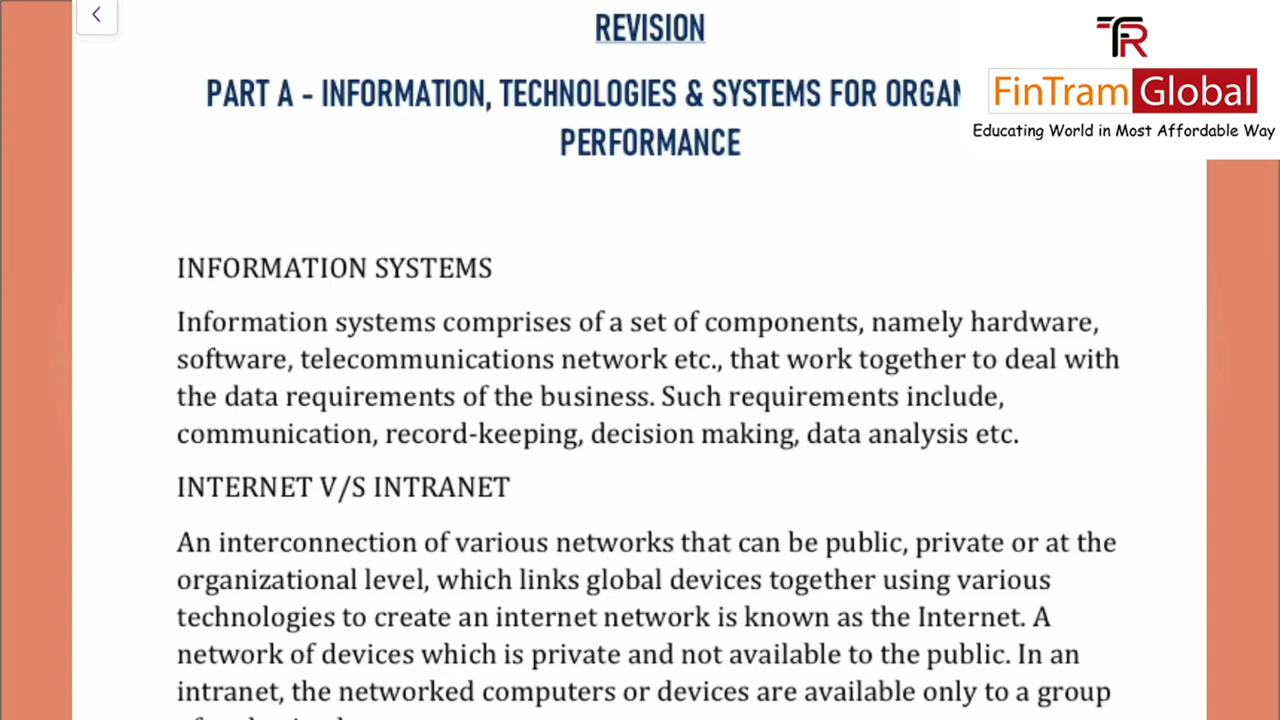 REVISION
PART A - INFORMATION, TECHNOLOGIES & SYSTEMS FOR
PERFORMANCE
TR
FinTram Global
Educating World in Most Affordable Way
INFORMATION SYSTEMS
Information systems comprises of a set of components, namely hardware,
software, telecommunications network etc., that work together to deal with
the data requirements of the business. Such requirements include,
communication, record-keeping, decision making, data analysis etc.
INTERNET V/S INTRANET
An interconnection of various networks that can be public, private or at the
organizational level, which links global devices together using various
technologies to create an internet network is known as the Internet. A
network of devices which is private and not available to the public. In an
intranet, the networked computers or devices are available only to a group